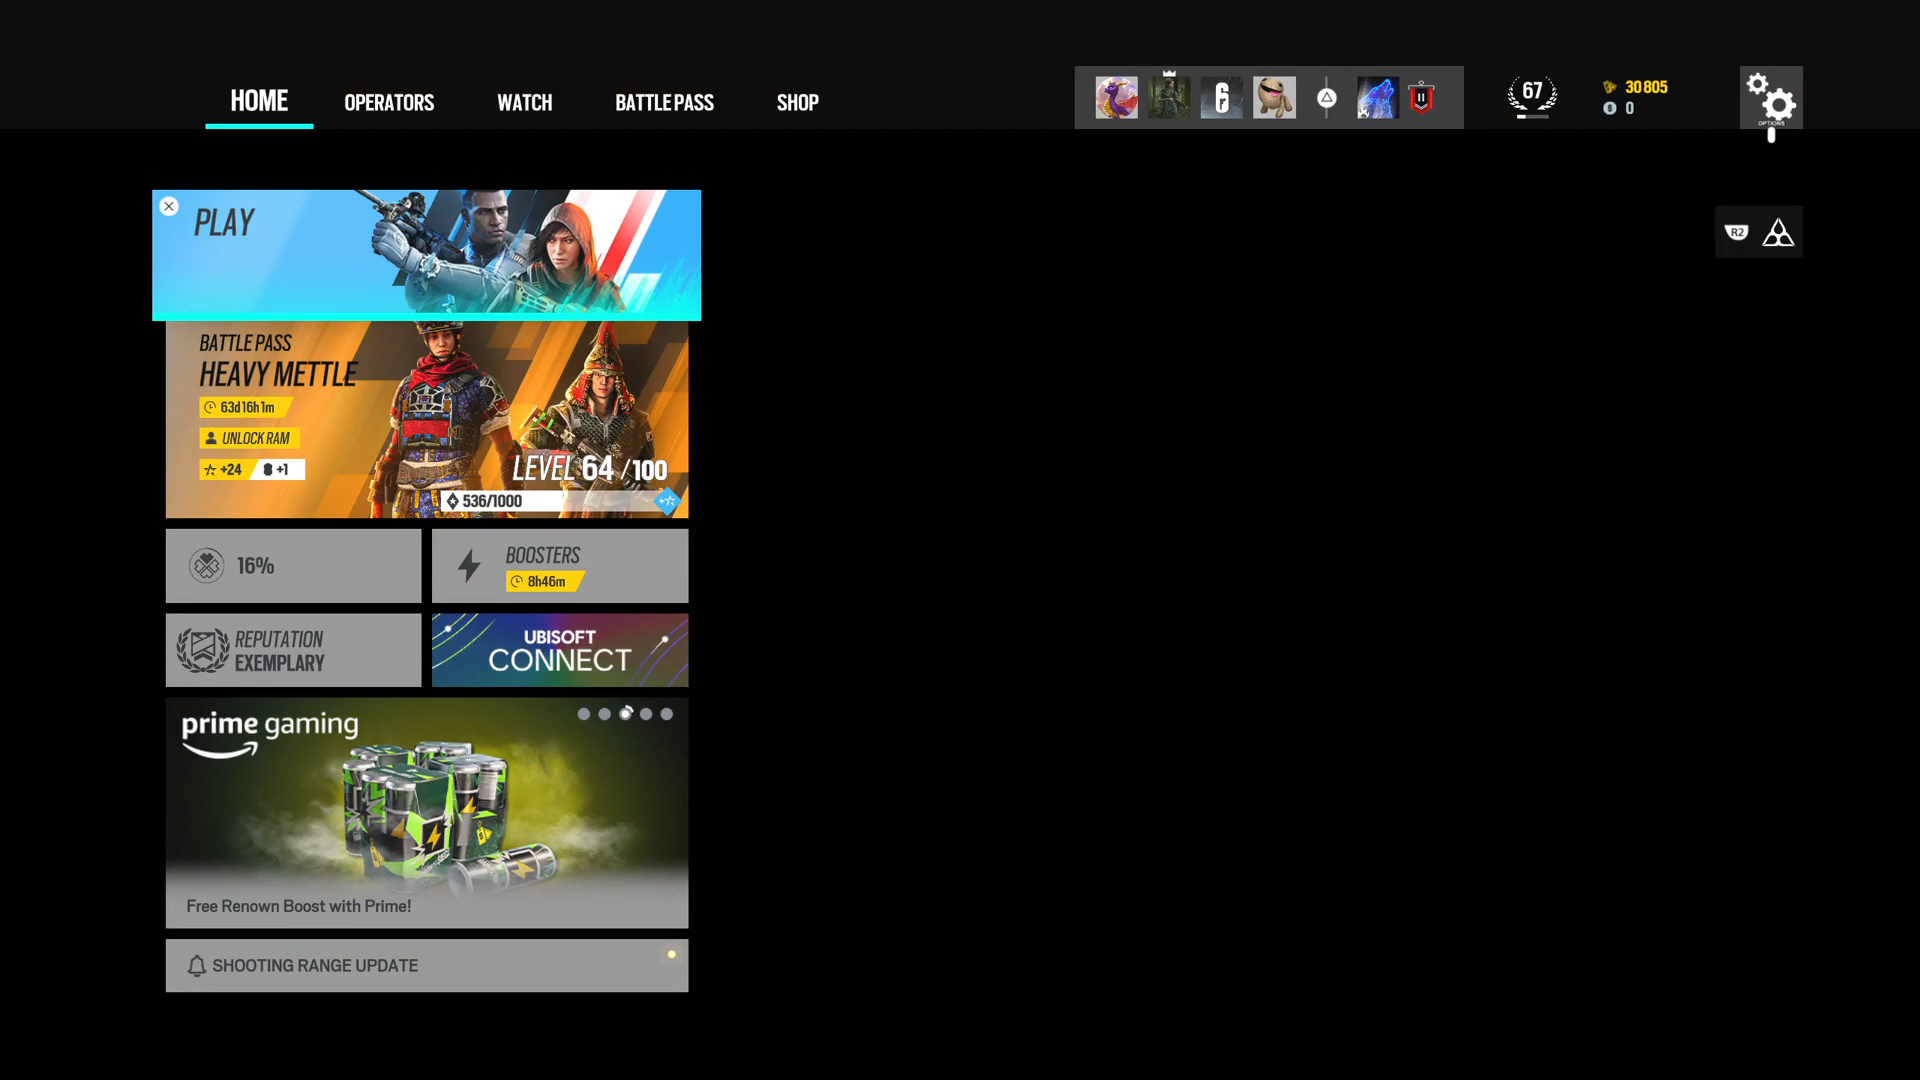 HOME
OPERATORS
WATCH
BATTLE PASS
SHOP
II
67
30 805
0
OPTIONS
PLAY
R2
BATTLE PASS
HEAVY METTLE
63d 16h 1m
UNLOCK RAM
+24
+1
LEVEL 64 /100
536/1000
16%
BOOSTERS
8h46m
REPUTATION
EXEMPLARY
UBISOFT
CONNECT
prime gaming
Free Renown Boost with Prime!
SHOOTING RANGE UPDATE